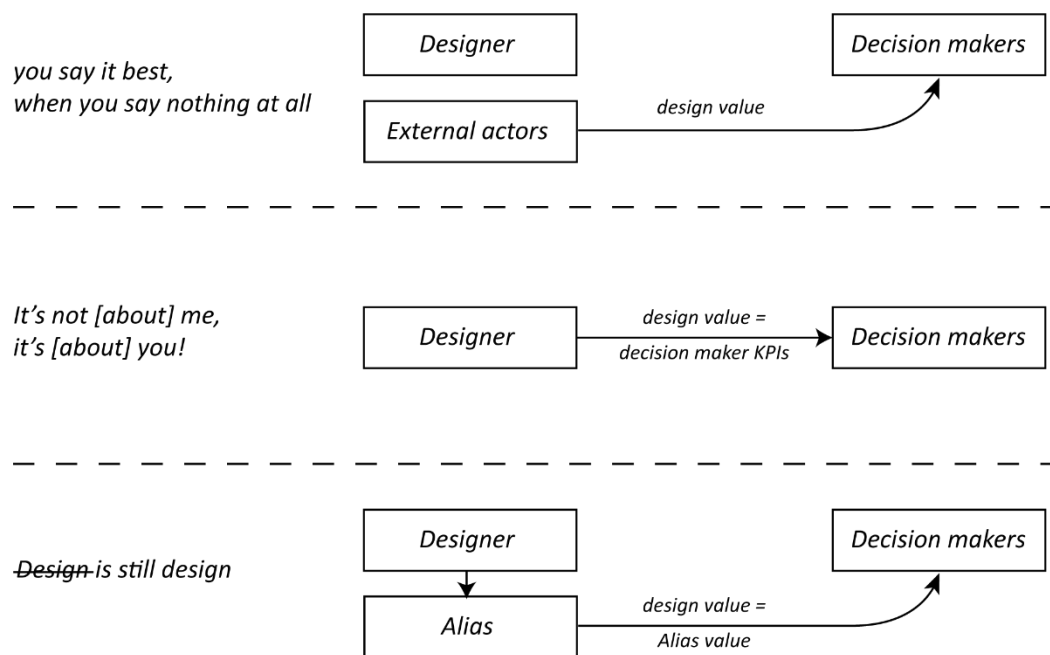 Designer
Decision makers
you say it best,
when you say nothing at all
External actors
design value
It's not [about] me,
it's [about] you!
Designer
design value =
decision maker KPIs
Decision makers
Designer
Decision makers
Design is still design
Alias
design value =
Alias value